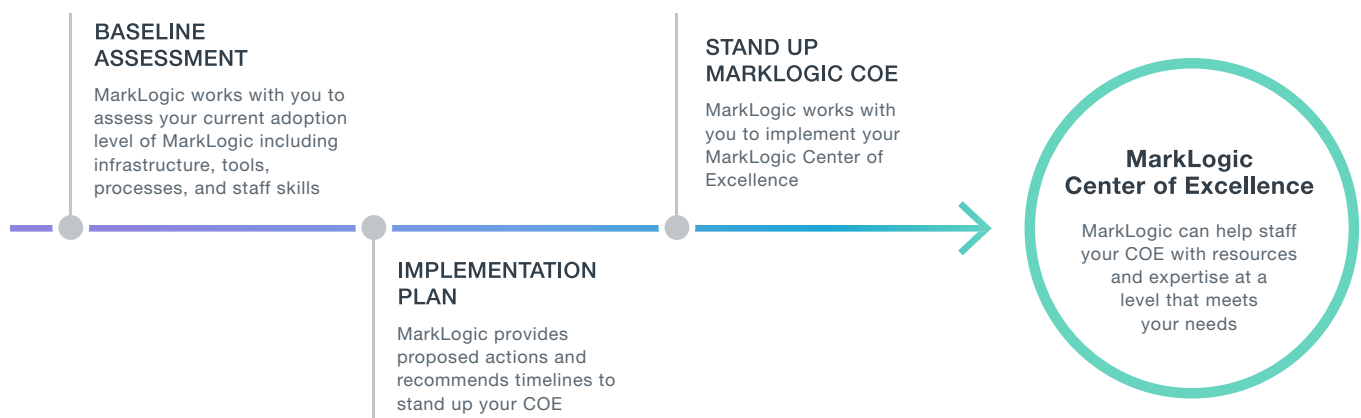 BASELINE
ASSESSMENT
MarkLogic works with you to
assess your current adoption
level of MarkLogic including
infrastructure, tools,
processes, and staff skills
IMPLEMENTATION
PLAN
MarkLogic provides
proposed actions and
recommends timelines to
stand up your COE
STAND UP
MARKLOGIC COE
MarkLogic works with
you to implement your
MarkLogic Center of
Excellence
MarkLogic
Center of Excellence
MarkLogic can help staff
your COE with resources
and expertise at a
level that meets
your needs